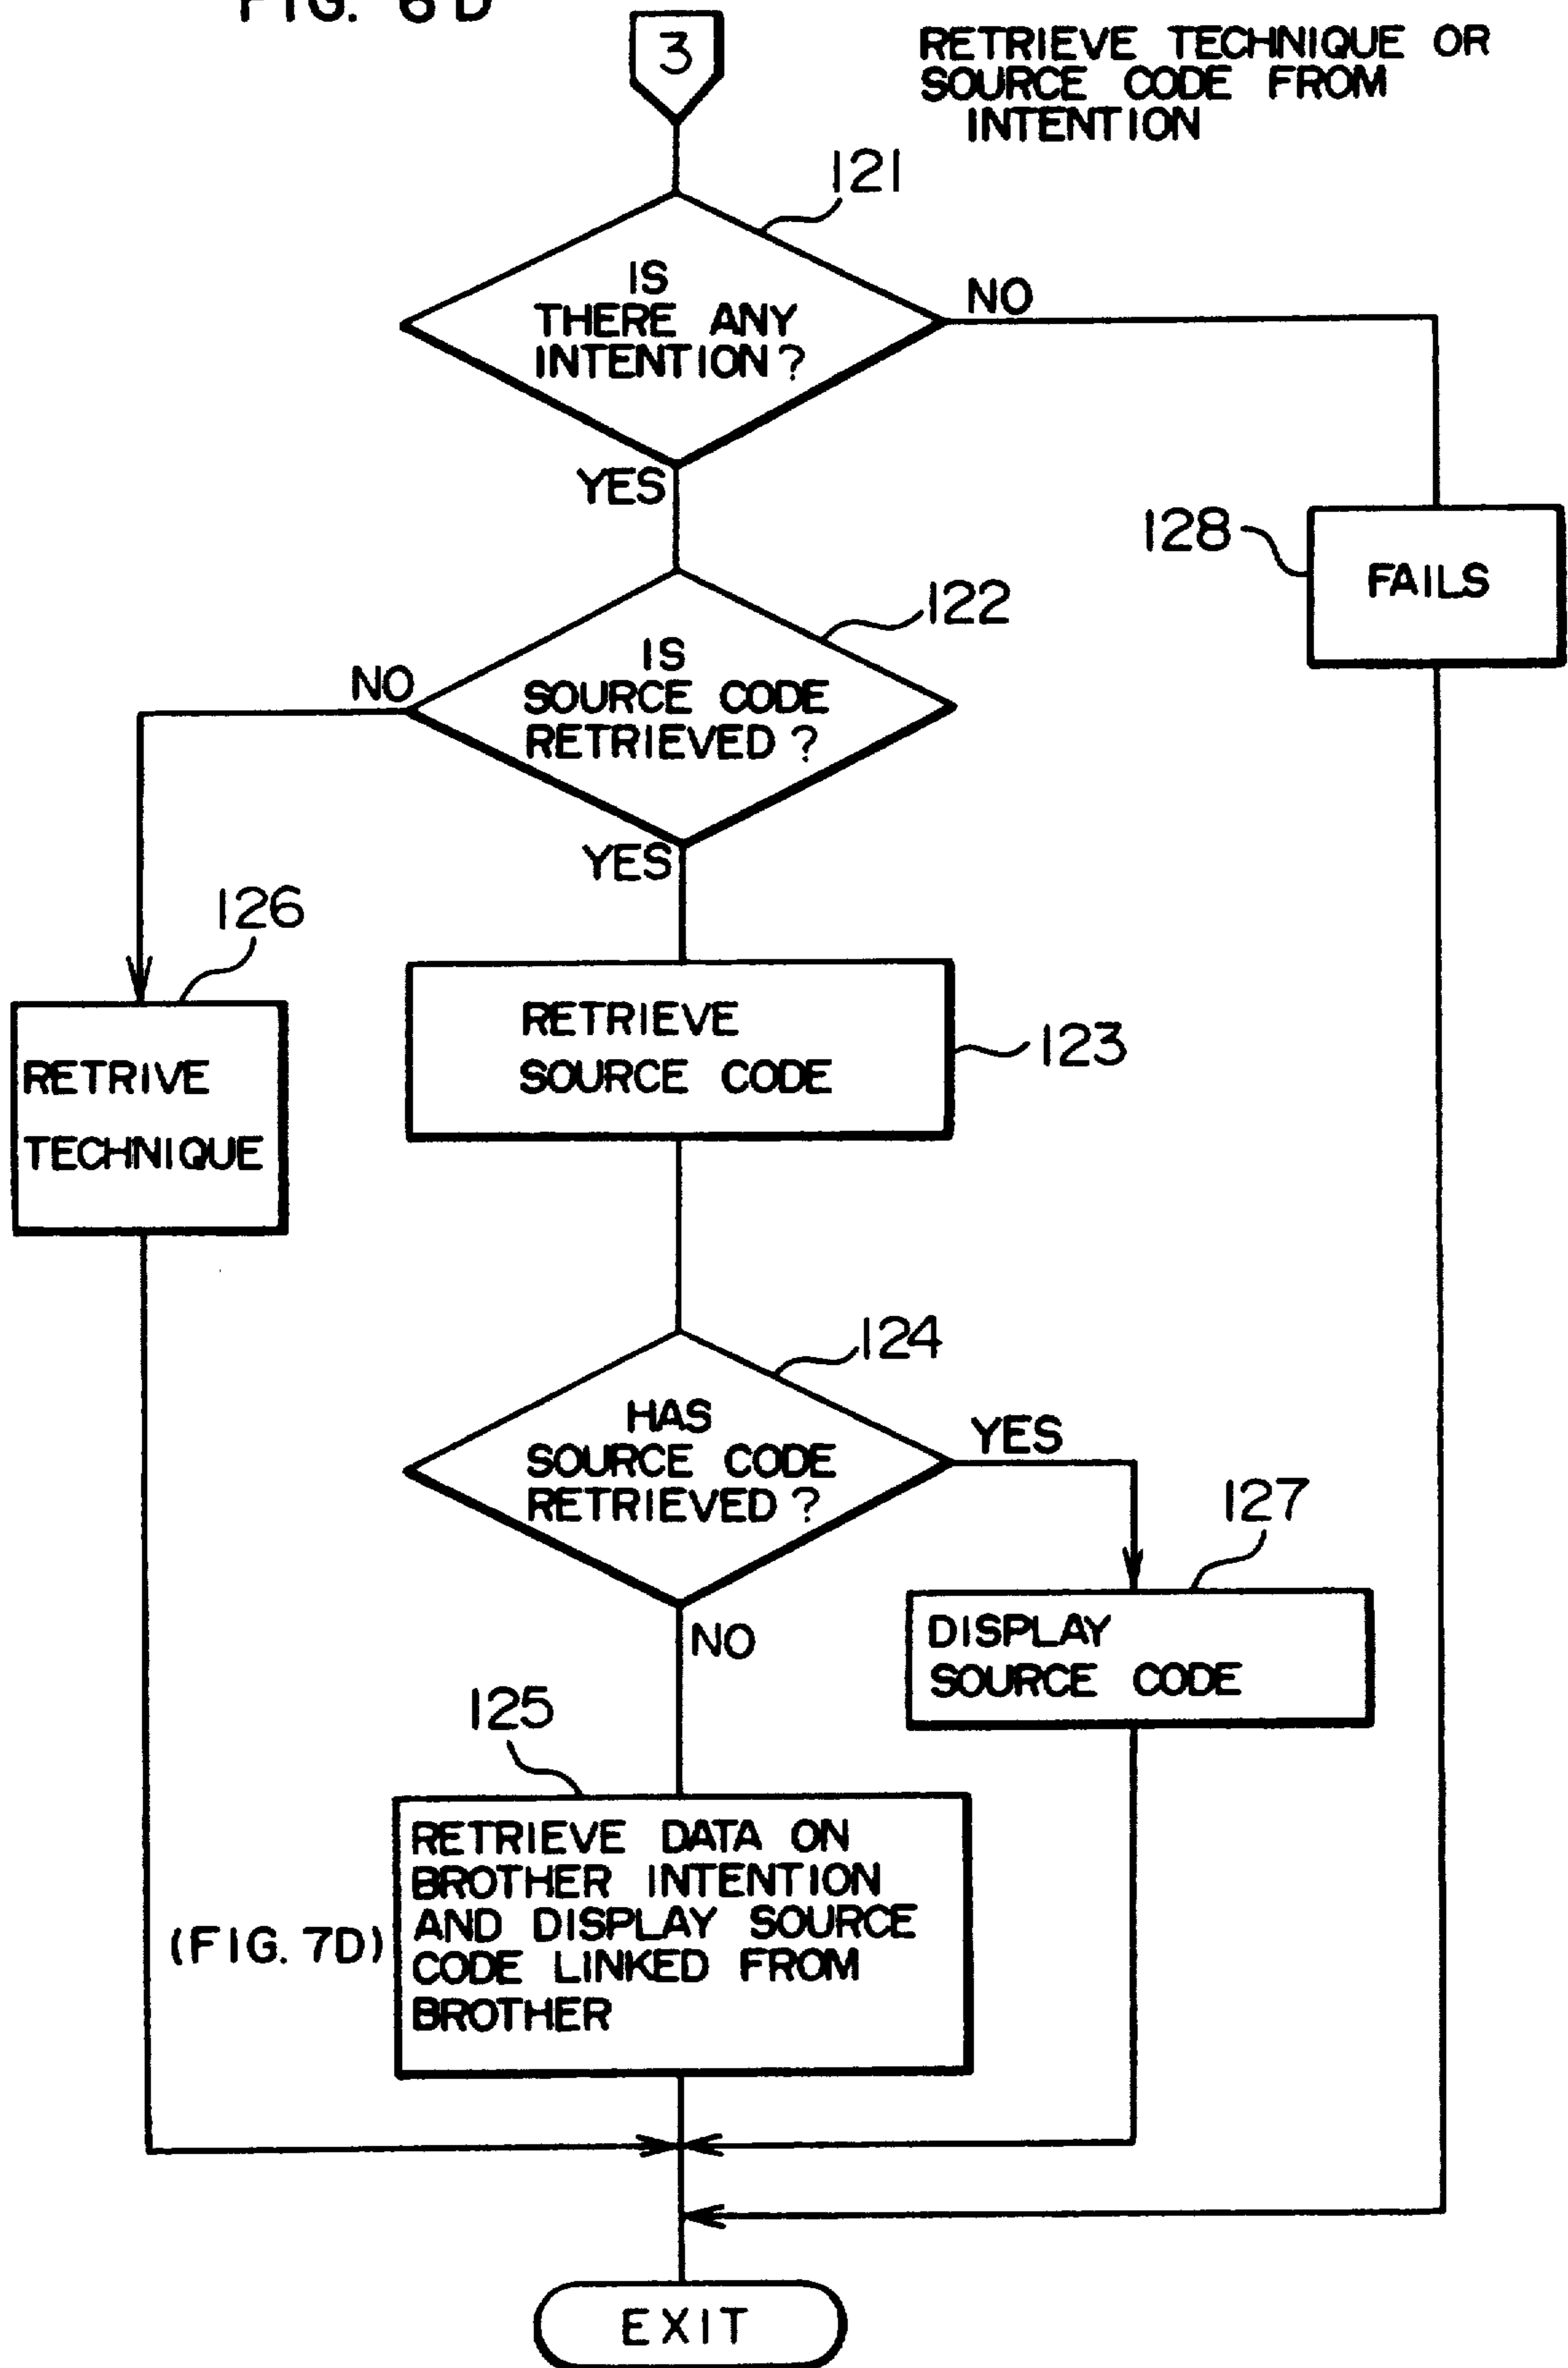 FIG. 6D
3
RETRIEVE TECHNIQUE OR
SOURCE CODE FROM
INTENTION
121
IS
THERE ANY
INTENTION?
NO
YES
128
FAILS
122
IS
SOURCE CODE
RETRIEVED?
NO
YES
126
RETRIVE
TECHNIQUE
RETRIEVE
SOURCE CODE
123
124
HAS
SOURCE CODE
RETRIEVED?
YES
NO
127
DISPLAY
SOURCE CODE
125
RETRIEVE DATA ON
BROTHER INTENTION
AND DISPLAY SOURCE
CODE LINKED FROM
BROTHER
(FIG. 7D)
EXIT